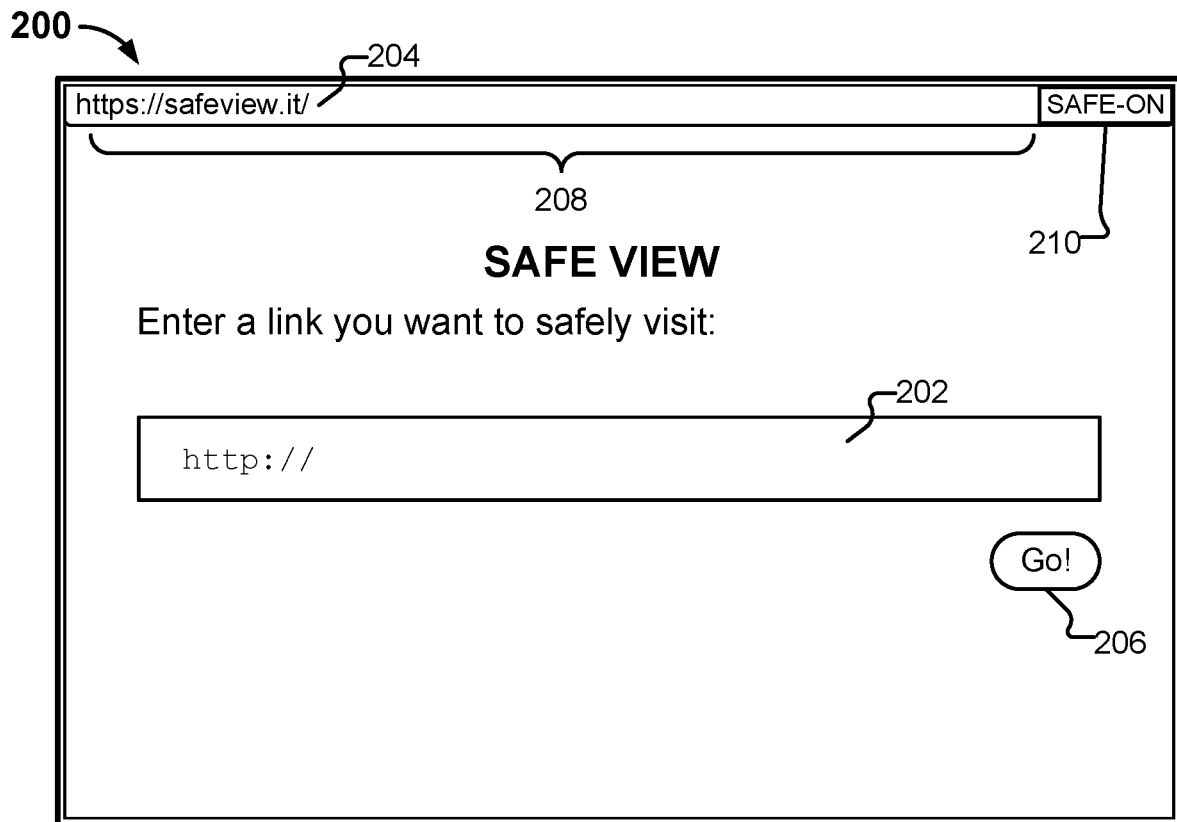 200
204
https://safeview.it/ SAFE-ON
208
210
SAFE VIEW
Enter a link you want to safely visit:
202
http://
Go!
206